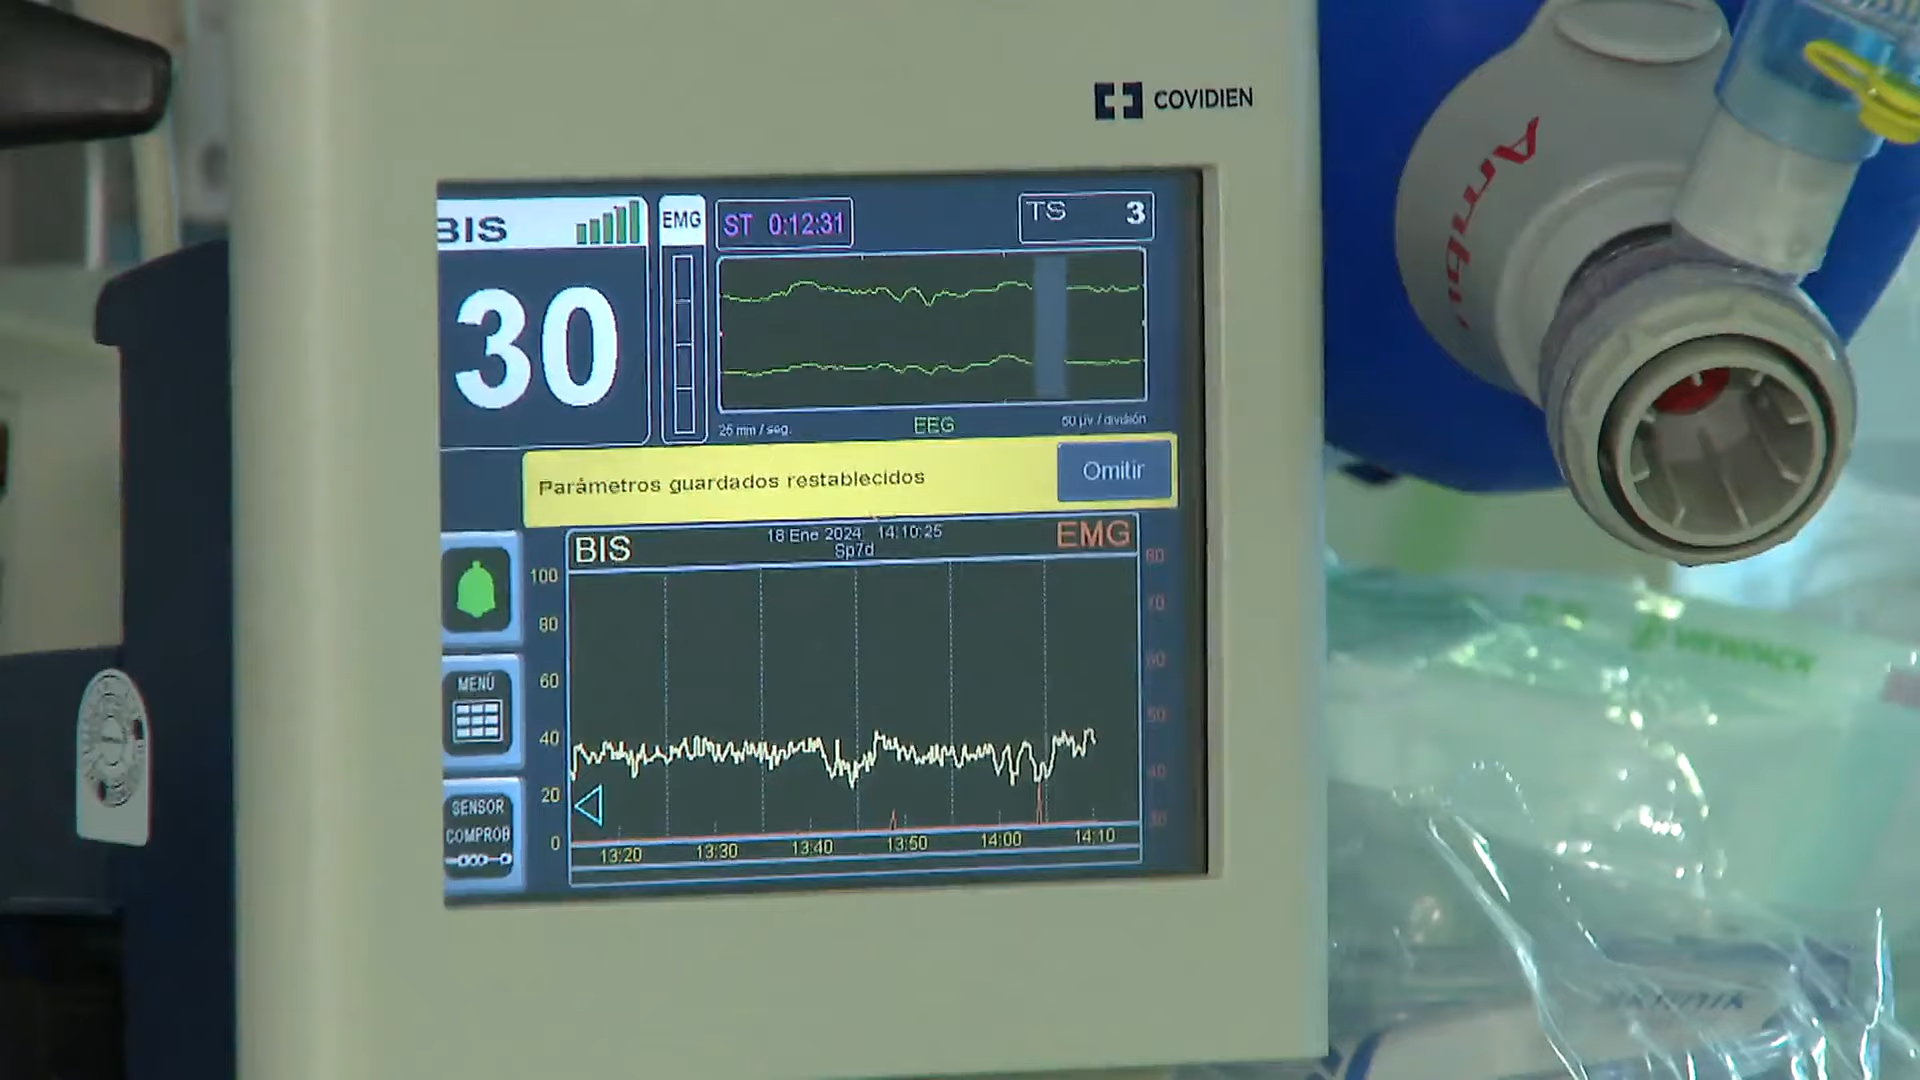 COVIDIEN
Ambu
BIS
EMG
ST 0:12:31
TS 3
30
25 mm / seg.
EEG
50 µv / división
Parámetros guardados restablecidos
Omitir
BIS
18 Ene 2024 14:10:25
EMG
Sp7d
100
80
60
40
20
0
80
70
60
50
40
30
13:20
13:30
13:40
13:50
14:00
14:10
MENÚ
SENSOR
COMPROB